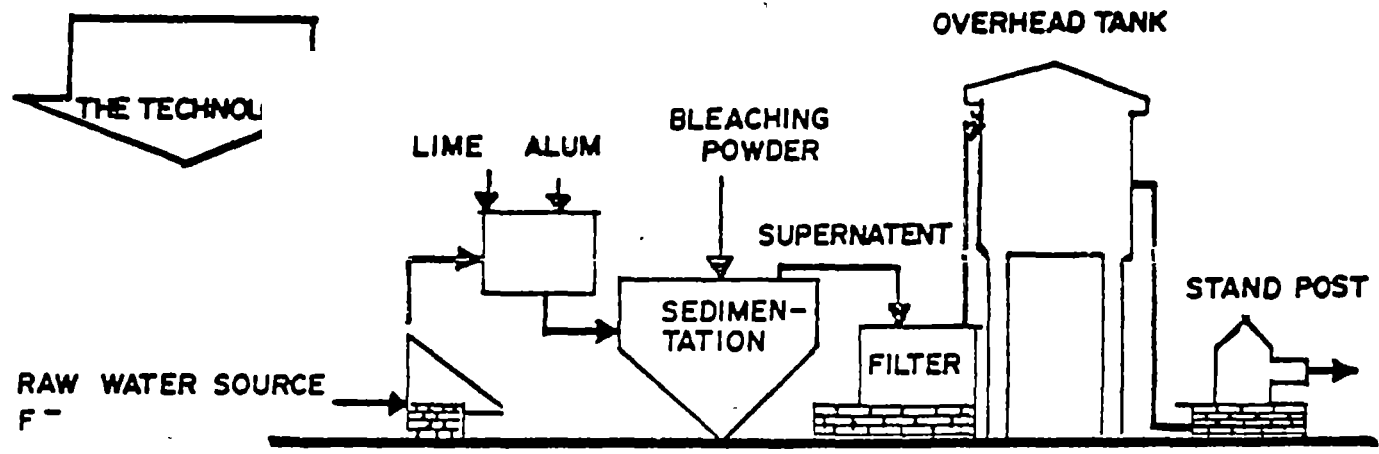 OVERHEAD TANK
THE TECHNOL
LIME ALUM
BLEACHING
POWDER
SUPERNATENT
STAND POST
SEDIMEN-
TATION
FILTER
RAW WATER SOURCE
F⁻